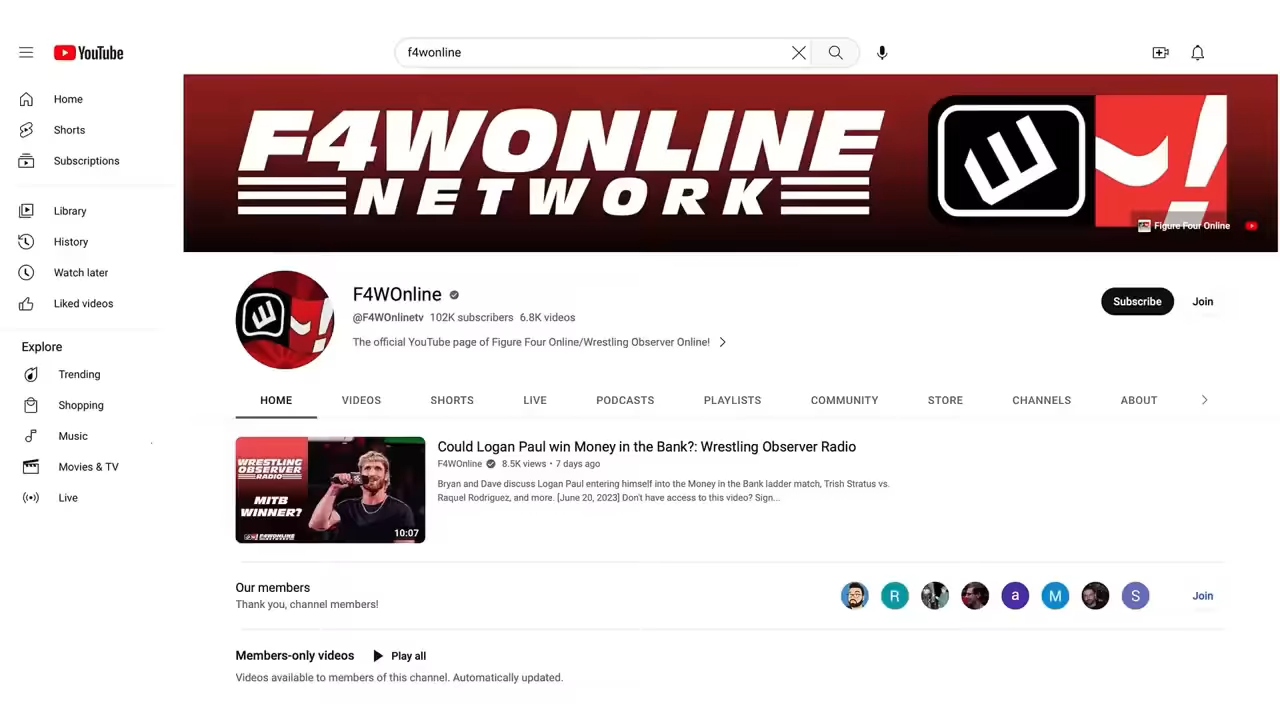 YouTube
f4wonline
Home
Shorts
Subscriptions
Library
History
Watch later
Liked videos
Explore
Trending
Shopping
Music
Movies & TV
Live
F4WONLINE
NETWORK
Figure Four Online
F4WOnline
@F4WOnlinetv 102K subscribers 6.8K videos
The official YouTube page of Figure Four Online/Wrestling Observer Online!
Subscribe
Join
HOME VIDEOS SHORTS LIVE PODCASTS PLAYLISTS COMMUNITY STORE CHANNELS ABOUT
WRESTLING
OBSERVER
RADIO
MITB
WINNER?
F4WONLINE
NETWORK
10:07
Could Logan Paul win Money in the Bank?: Wrestling Observer Radio
F4WOnline 8.5K views • 7 days ago
Bryan and Dave discuss Logan Paul entering himself into the Money in the Bank ladder match, Trish Stratus vs.
Raquel Rodriguez, and more. [June 20, 2023] Don't have access to this video? Sign...
Our members
Thank you, channel members!
R
a
M
S
Join
Members-only videos Play all
Videos available to members of this channel. Automatically updated.